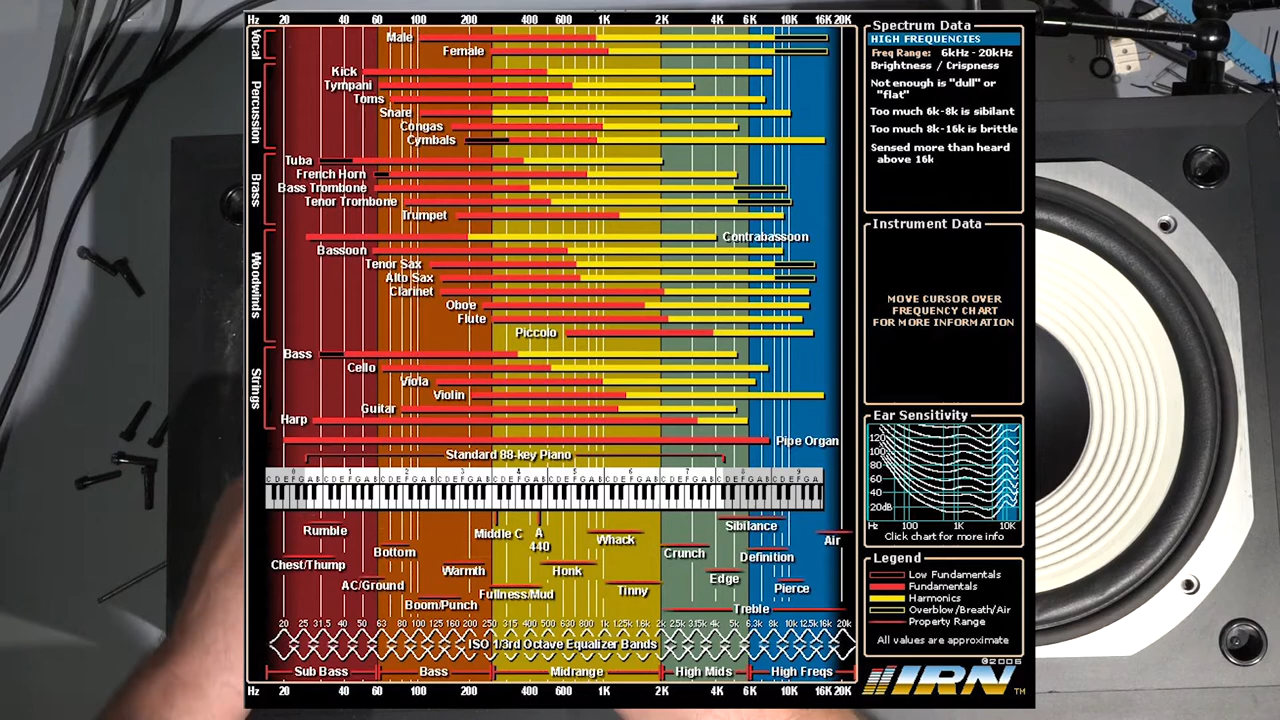 Hz 20 40 60 100 200 400 600 1K 2K 4K 6K 10K 16K 20K
Vocal
Male
Female
Percussion
Kick
Tympani
Toms
Snare
Congas
Cymbals
Brass
Tuba
French Horn
Bass Trombone
Tenor Trombone
Trumpet
Woodwinds
Contrabassoon
Bassoon
Tenor Sax
Alto Sax
Clarinet
Oboe
Flute
Piccolo
Strings
Bass
Cello
Viola
Violin
Guitar
Harp
Pipe Organ
Standard 88-key Piano
0 1 2 3 4 5 6 7 8 9
C D E F G A B C D E F G A B C D E F G A B C D E F G A B C D E F G A B C D E F G A B C D E F G A B C D E F G A B C D E F G A B C D E F G A B
Rumble
Middle C
A
440
Whack
Sibilance
Air
Chest/Thump
Bottom
Crunch
Definition
AC/Ground
Warmth
Honk
Edge
Boom/Punch
Fullness/Mud
Tinny
Pierce
Treble
20 25 31.5 40 50 63 80 100 160 200 315 400 500 630 800 1k 1.25k 1.6k 2k 2.5k 3.15k 4k 5k 6.3k 8k 10k 12.5k 16k 20k
ISO 1/3rd Octave Equalizer Bands
Sub Bass Bass Midrange High Mids High Freqs
Hz 20 40 60 100 200 400 600 1K 2K 4K 6K 10K 16K 20K
Spectrum Data
HIGH FREQUENCIES
Freq Range: 6kHz - 20kHz
Brightness / Crispness
Not enough is "dull" or
"flat"
Too much 6k-8k is sibilant
Too much 8k-16k is brittle
Sensed more than heard
above 16k
Instrument Data
MOVE CURSOR OVER
FREQUENCY CHART
FOR MORE INFORMATION
Ear Sensitivity
120
100
80
60
40
20dB
Hz 100 1K 10K
Click chart for more info
Legend
Low Fundamentals
Fundamentals
Harmonics
Overblow/Breath/Air
Property Range
All values are approximate
©2006
IRN TM